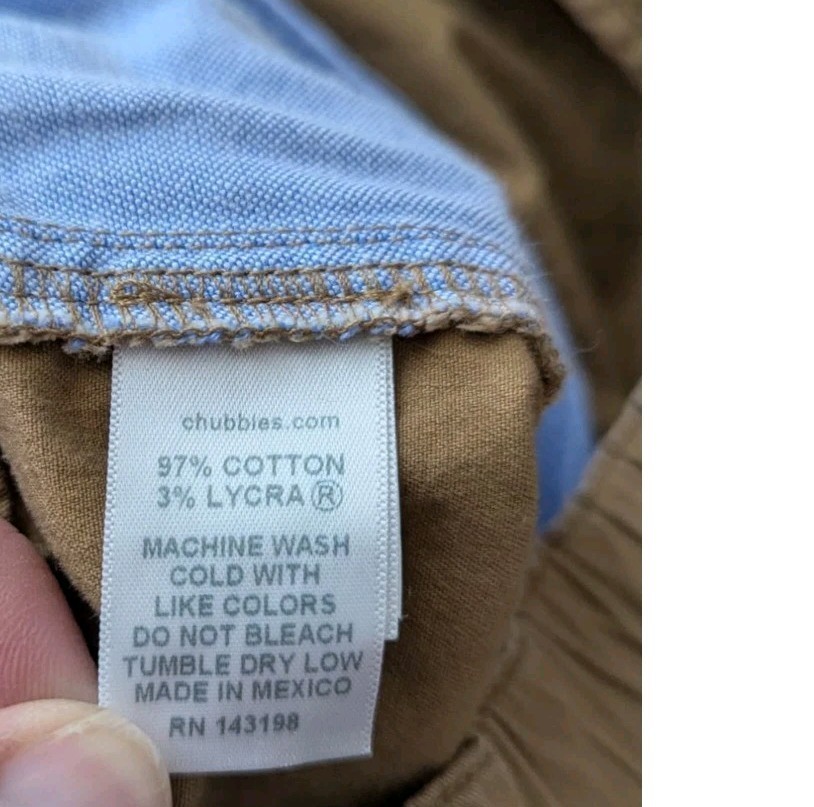 chubbies.com
97% COTTON
3% LYCRA®
MACHINE WASH
COLD WITH
LIKE COLORS
DO NOT BLEACH
TUMBLE DRY LOW
MADE IN MEXICO
RN 143198